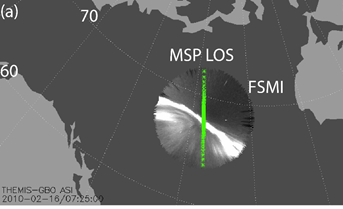 (a)
70
MSP LOS
FSMI
60
THEMIS-GBO ASI
2010-02-16/07:25:00